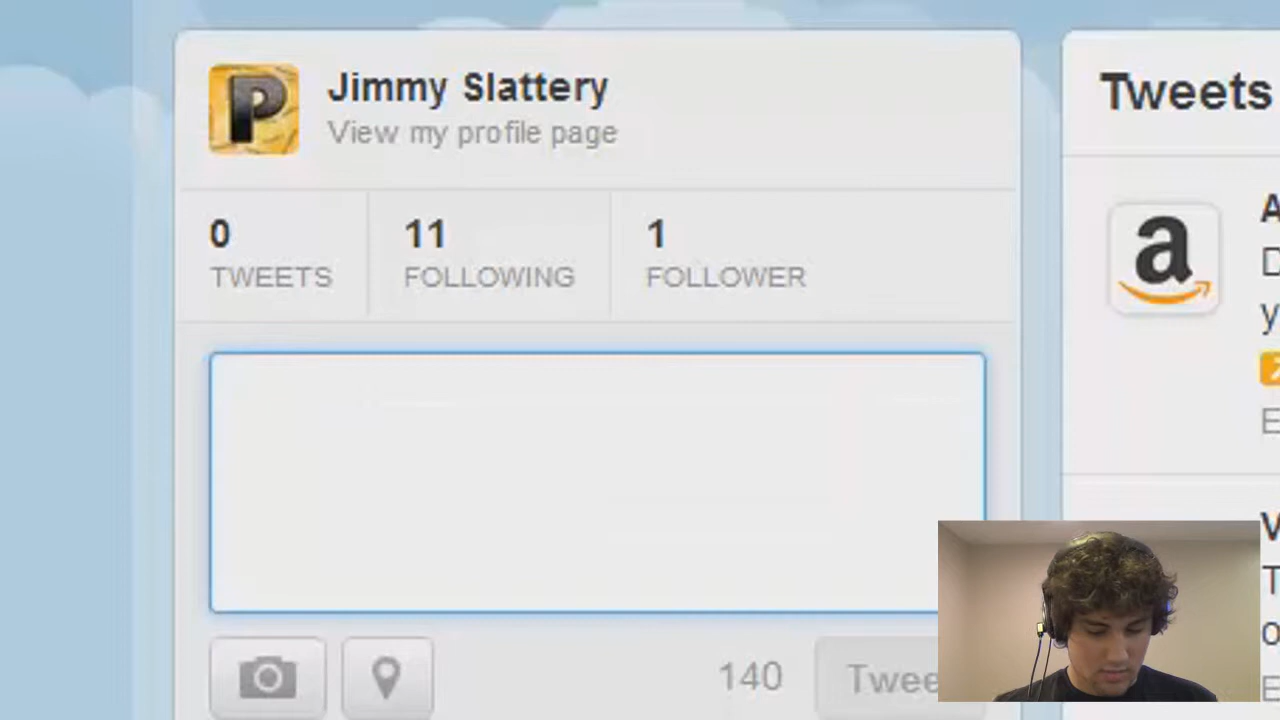 P
Jimmy Slattery
View my profile page
0
TWEETS
11
FOLLOWING
1
FOLLOWER
140
Twee
Tweets
a